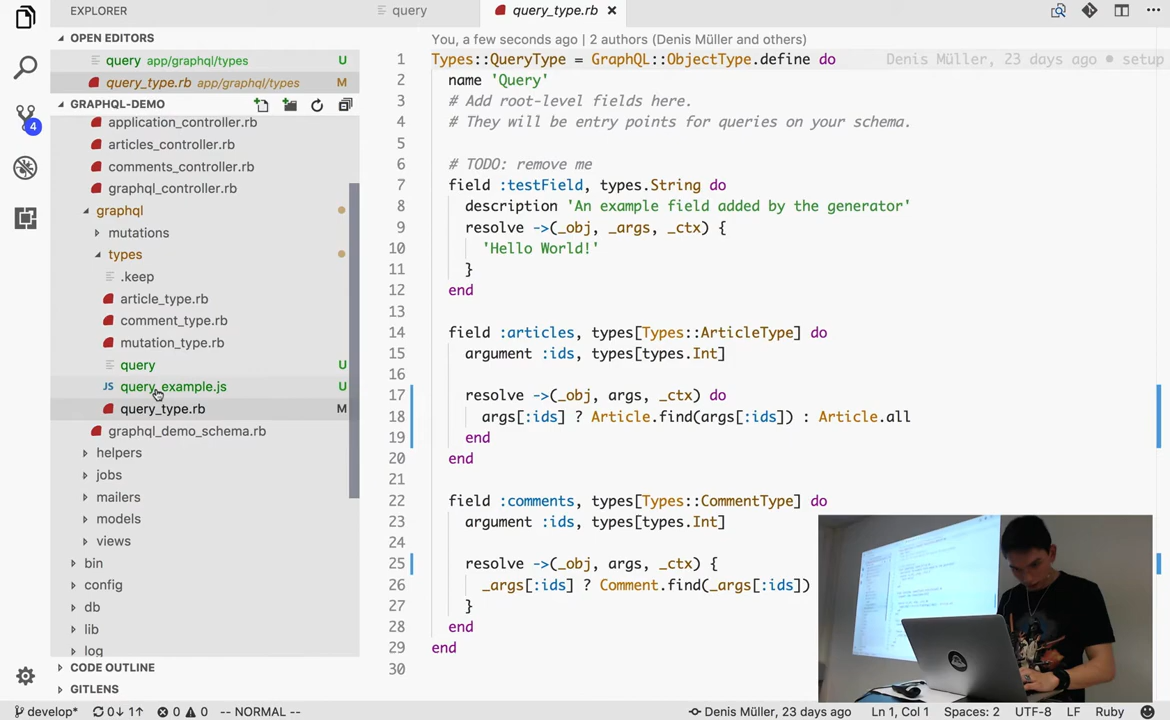 EXPLORER
query
query_type.rb
OPEN EDITORS
query app/graphql/types U
query_type.rb app/graphql/types M
GRAPHQL-DEMO
application_controller.rb
articles_controller.rb
comments_controller.rb
graphql_controller.rb
graphql
mutations
types
.keep
article_type.rb
comment_type.rb
mutation_type.rb
query U
JS query_example.js U
query_type.rb M
graphql_demo_schema.rb
helpers
jobs
mailers
models
views
bin
config
db
lib
log
CODE OUTLINE
GITLENS
4
You, a few seconds ago | 2 authors (Denis Müller and others)
1 Types::QueryType = GraphQL::ObjectType.define do Denis Müller, 23 days ago • setup
2 name 'Query'
3 # Add root-level fields here.
4 # They will be entry points for queries on your schema.
5
6 # TODO: remove me
7 field :testField, types.String do
8 description 'An example field added by the generator'
9 resolve ->(_obj, _args, _ctx) {
10 'Hello World!'
11 }
12 end
13
14 field :articles, types[Types::ArticleType] do
15 argument :ids, types[types.Int]
16
17 resolve ->(_obj, args, _ctx) do
18 args[:ids] ? Article.find(args[:ids]) : Article.all
19 end
20 end
21
22 field :comments, types[Types::CommentType] do
23 argument :ids, types[types.Int]
24
25 resolve ->(_obj, args, _ctx) {
26 _args[:ids] ? Comment.find(_args[:ids])
27 }
28 end
29 end
30
develop* 0↓ 1↑ 0 0 -- NORMAL -- Denis Müller, 23 days ago Ln 1, Col 1 Spaces: 2 UTF-8 LF Ruby